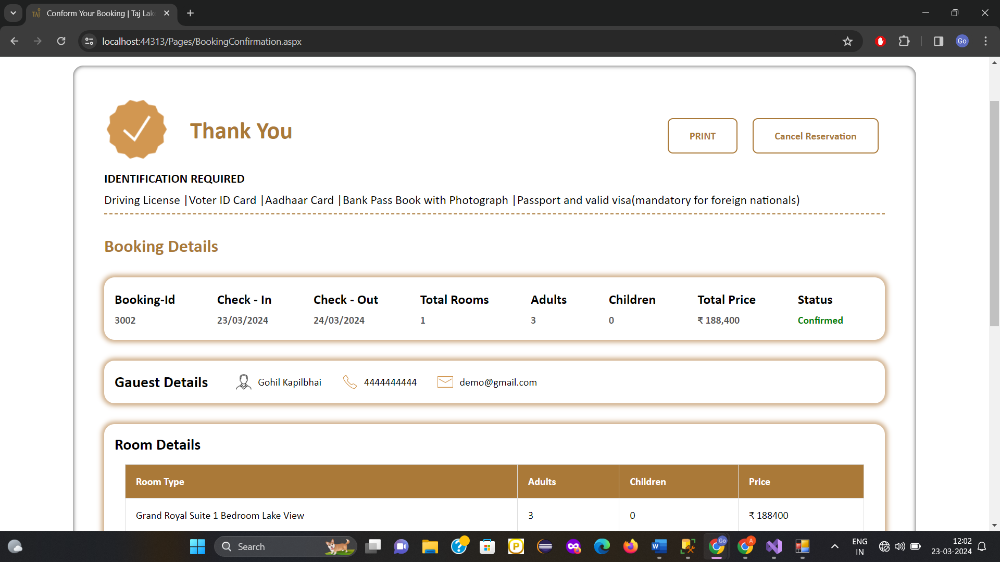 Conform Your Booking | Taj Lak
localhost:44313/Pages/BookingConfirmation.aspx
Go
Thank You
PRINT
Cancel Reservation
IDENTIFICATION REQUIRED
Driving License |Voter ID Card |Aadhaar Card |Bank Pass Book with Photograph |Passport and valid visa(mandatory for foreign nationals)
Booking Details
Booking-Id Check - In Check - Out Total Rooms Adults Children Total Price Status
3002 23/03/2024 24/03/2024 1 3 0 ₹ 188,400 Confirmed
Gauest Details Gohil Kapilbhai 4444444444 demo@gmail.com
Room Details
Room Type Adults Children Price
Grand Royal Suite 1 Bedroom Lake View 3 0 ₹ 188400
Search
Go
A
ENG
IN
12:02
23-03-2024